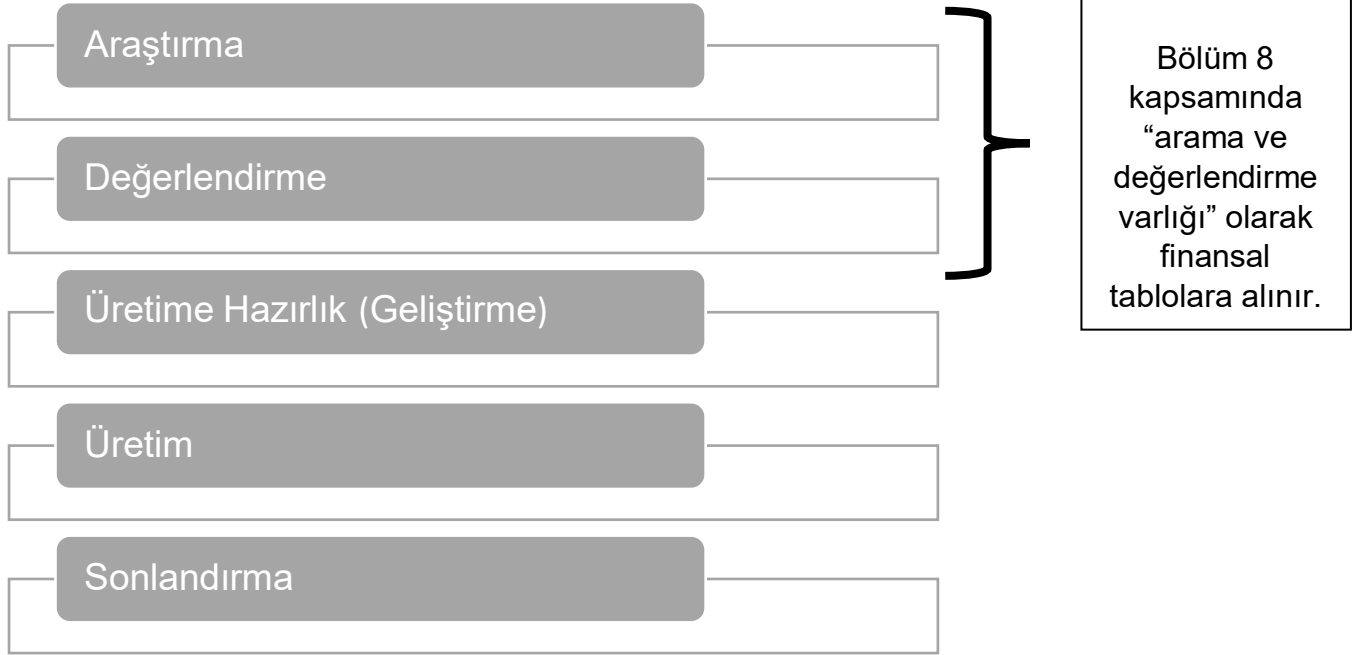 Araştırma
Değerlendirme
Üretime Hazırlık (Geliştirme)
Üretim
Sonlandırma
Bölüm 8
kapsamında
“arama ve
değerlendirme
varlığı” olarak
finansal
tablolara alınır.